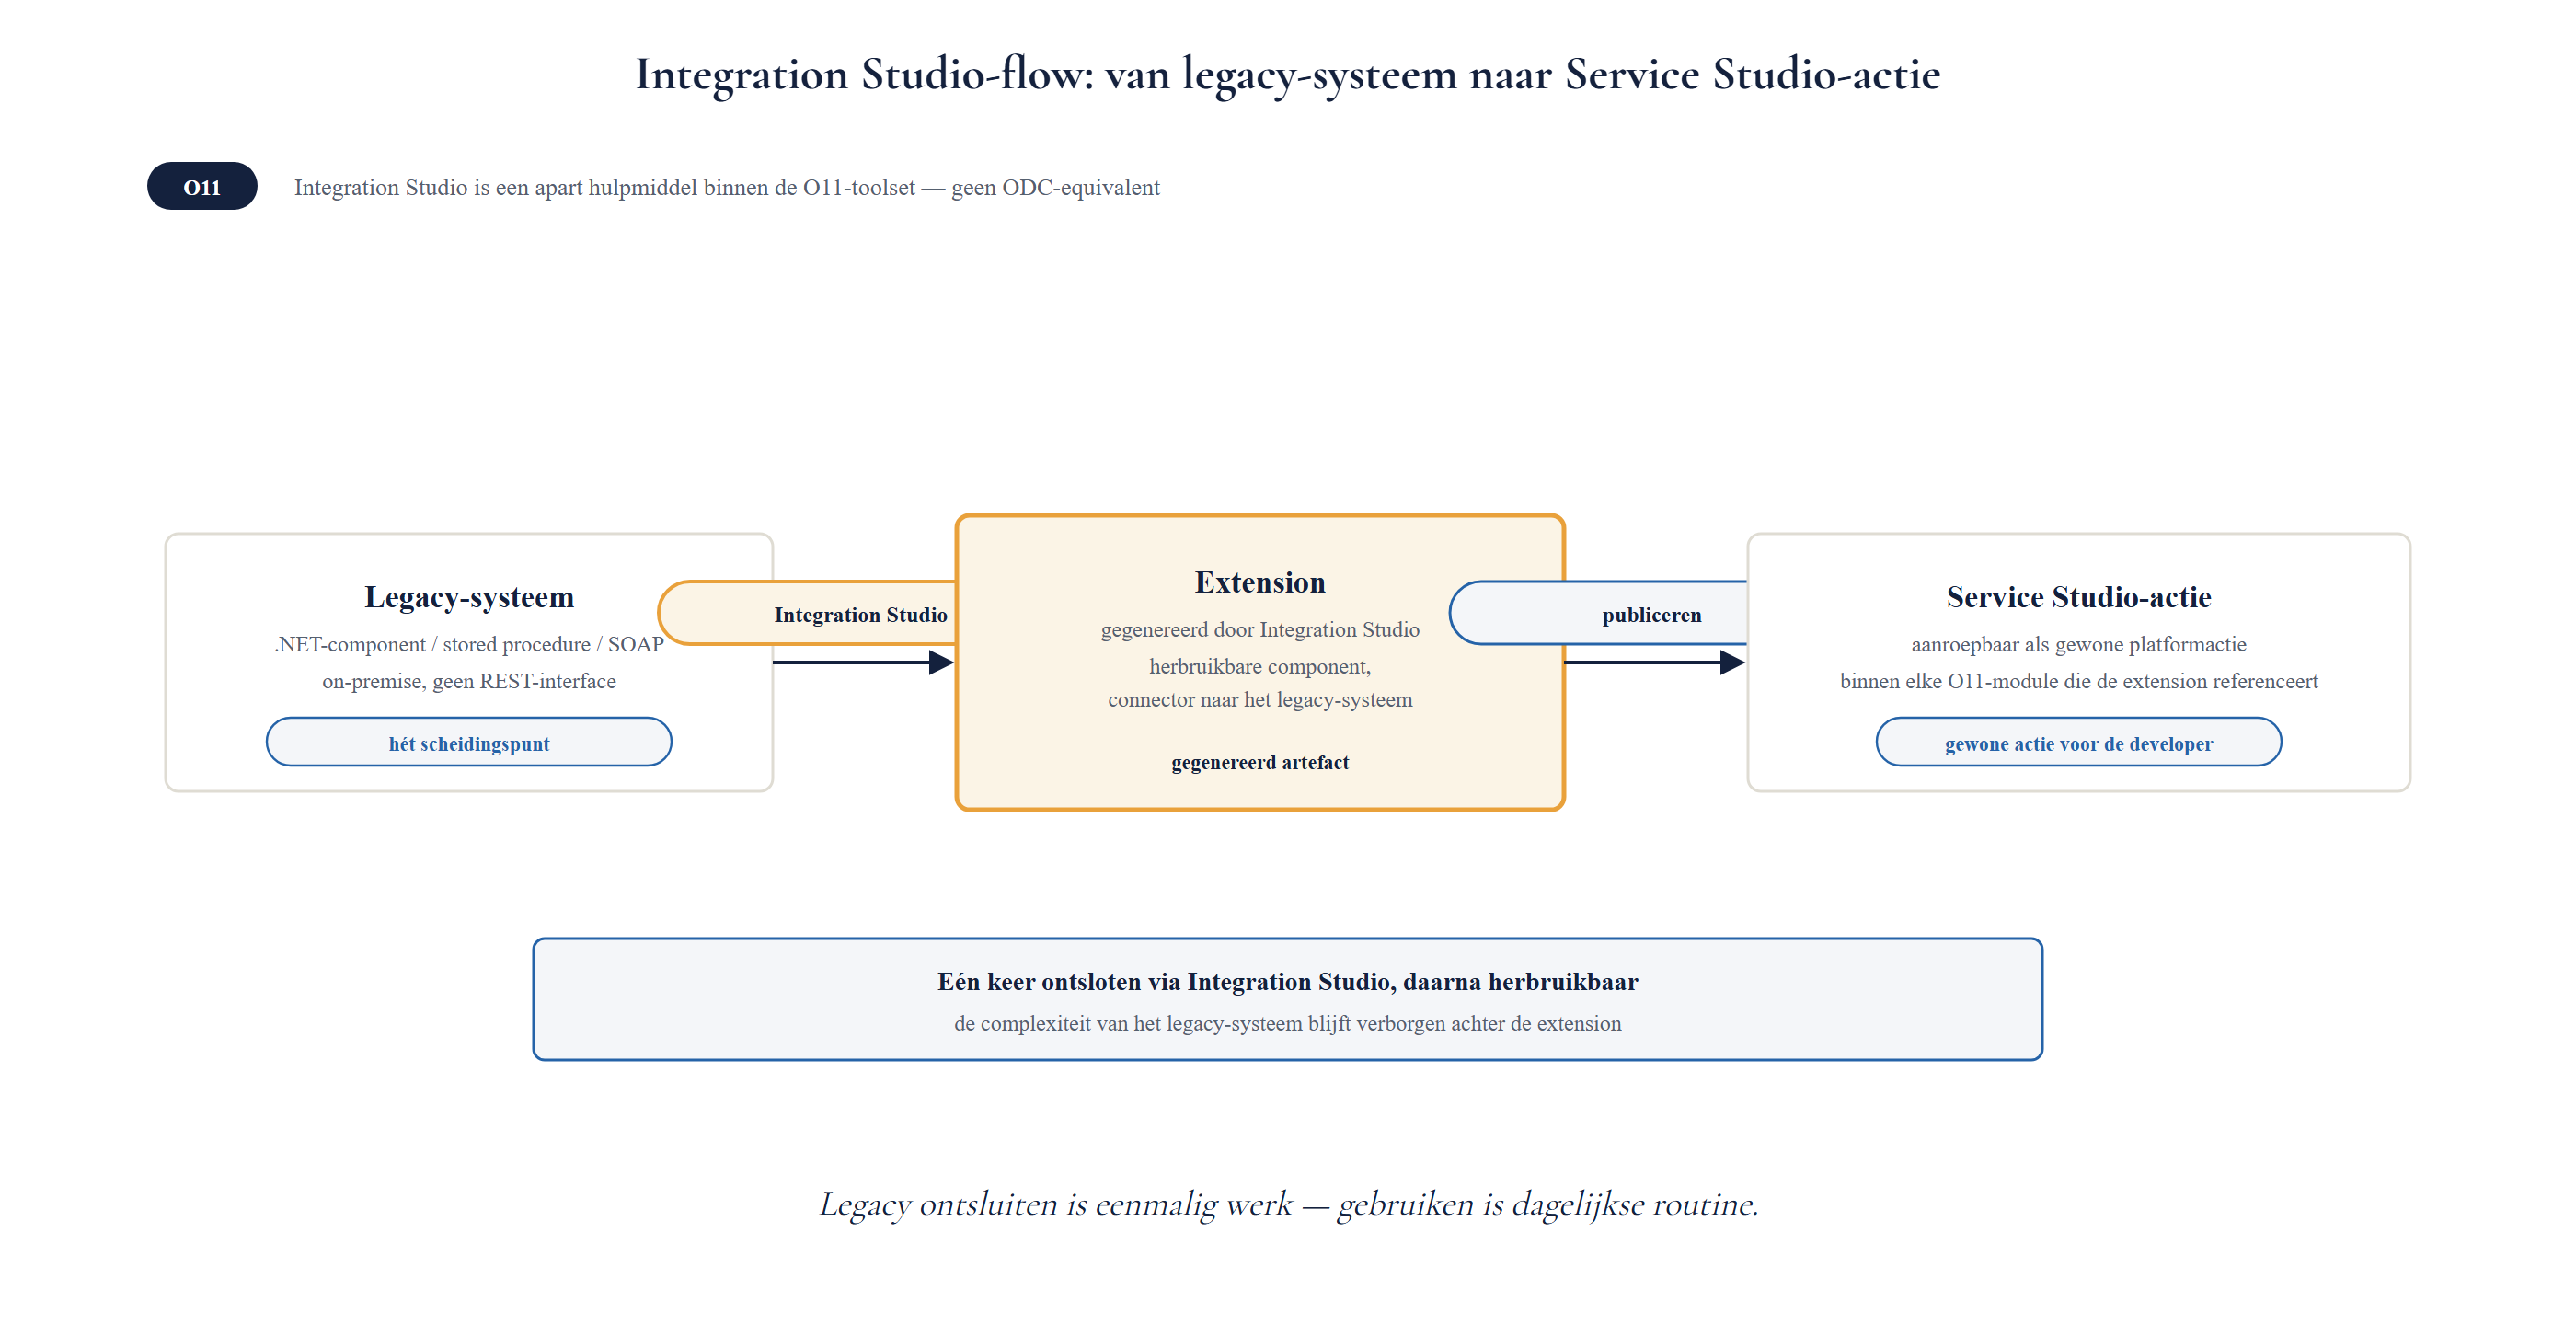 Integration Studio-flow: van legacy-systeem naar Service Studio-actie
O11
Integration Studio is een apart hulpmiddel binnen de O11-toolset — geen ODC-equivalent
Legacy-systeem
.NET-component / stored procedure / SOAP
on-premise, geen REST-interface
hét scheidingspunt
Integration Studio
Extension
gegenereerd door Integration Studio
herbruikbare component,
connector naar het legacy-systeem
gegenereerd artefact
publiceren
Service Studio-actie
aanroepbaar als gewone platformactie
binnen elke O11-module die de extension referenceert
gewone actie voor de developer
Eén keer ontsloten via Integration Studio, daarna herbruikbaar
de complexiteit van het legacy-systeem blijft verborgen achter de extension
Legacy ontsluiten is eenmalig werk — gebruiken is dagelijkse routine.